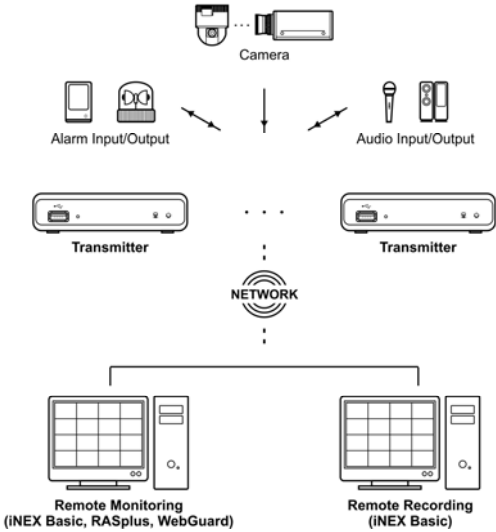 Camera
Alarm Input/Output
Audio Input/Output
Transmitter
Transmitter
NETWORK
Remote Monitoring
(iNEX Basic, RASplus, WebGuard)
Remote Recording
(iNEX Basic)